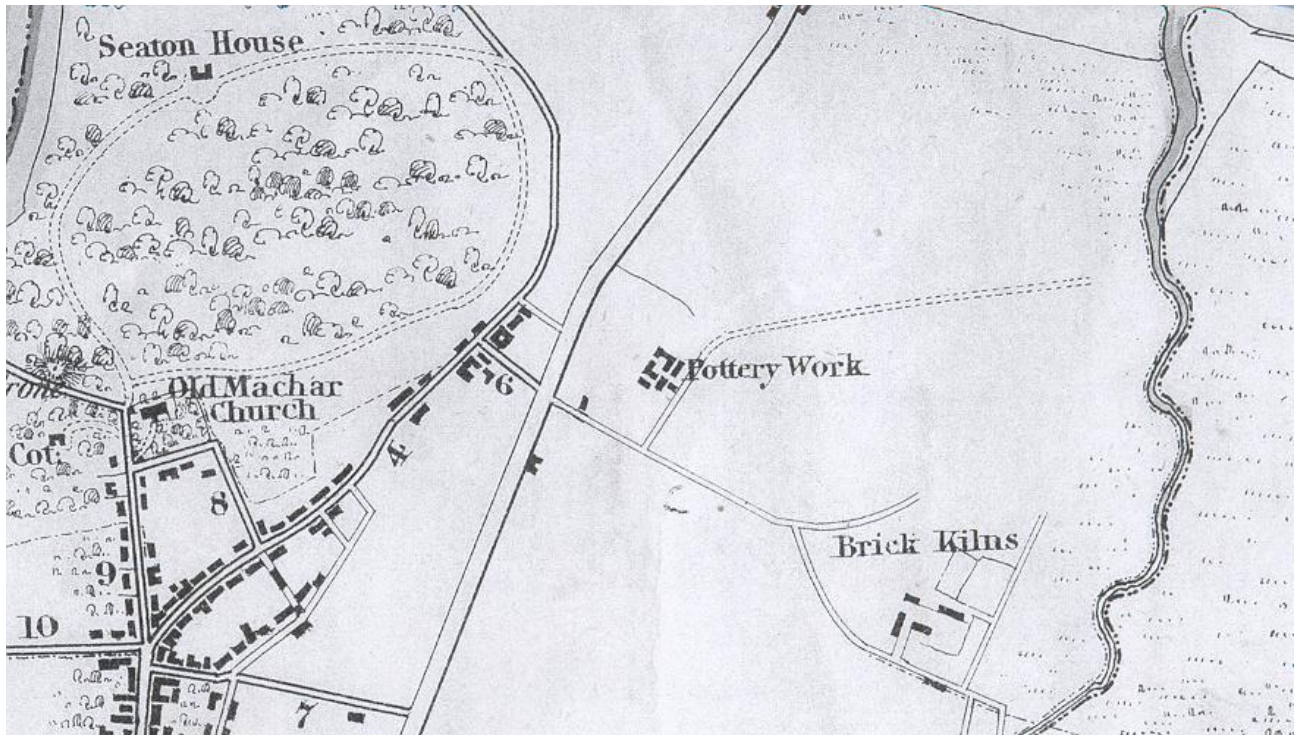 Seaton House
Pottery Work
Old Machar
Church
6
Cot.
4
8
Brick Kilns
9
10
7